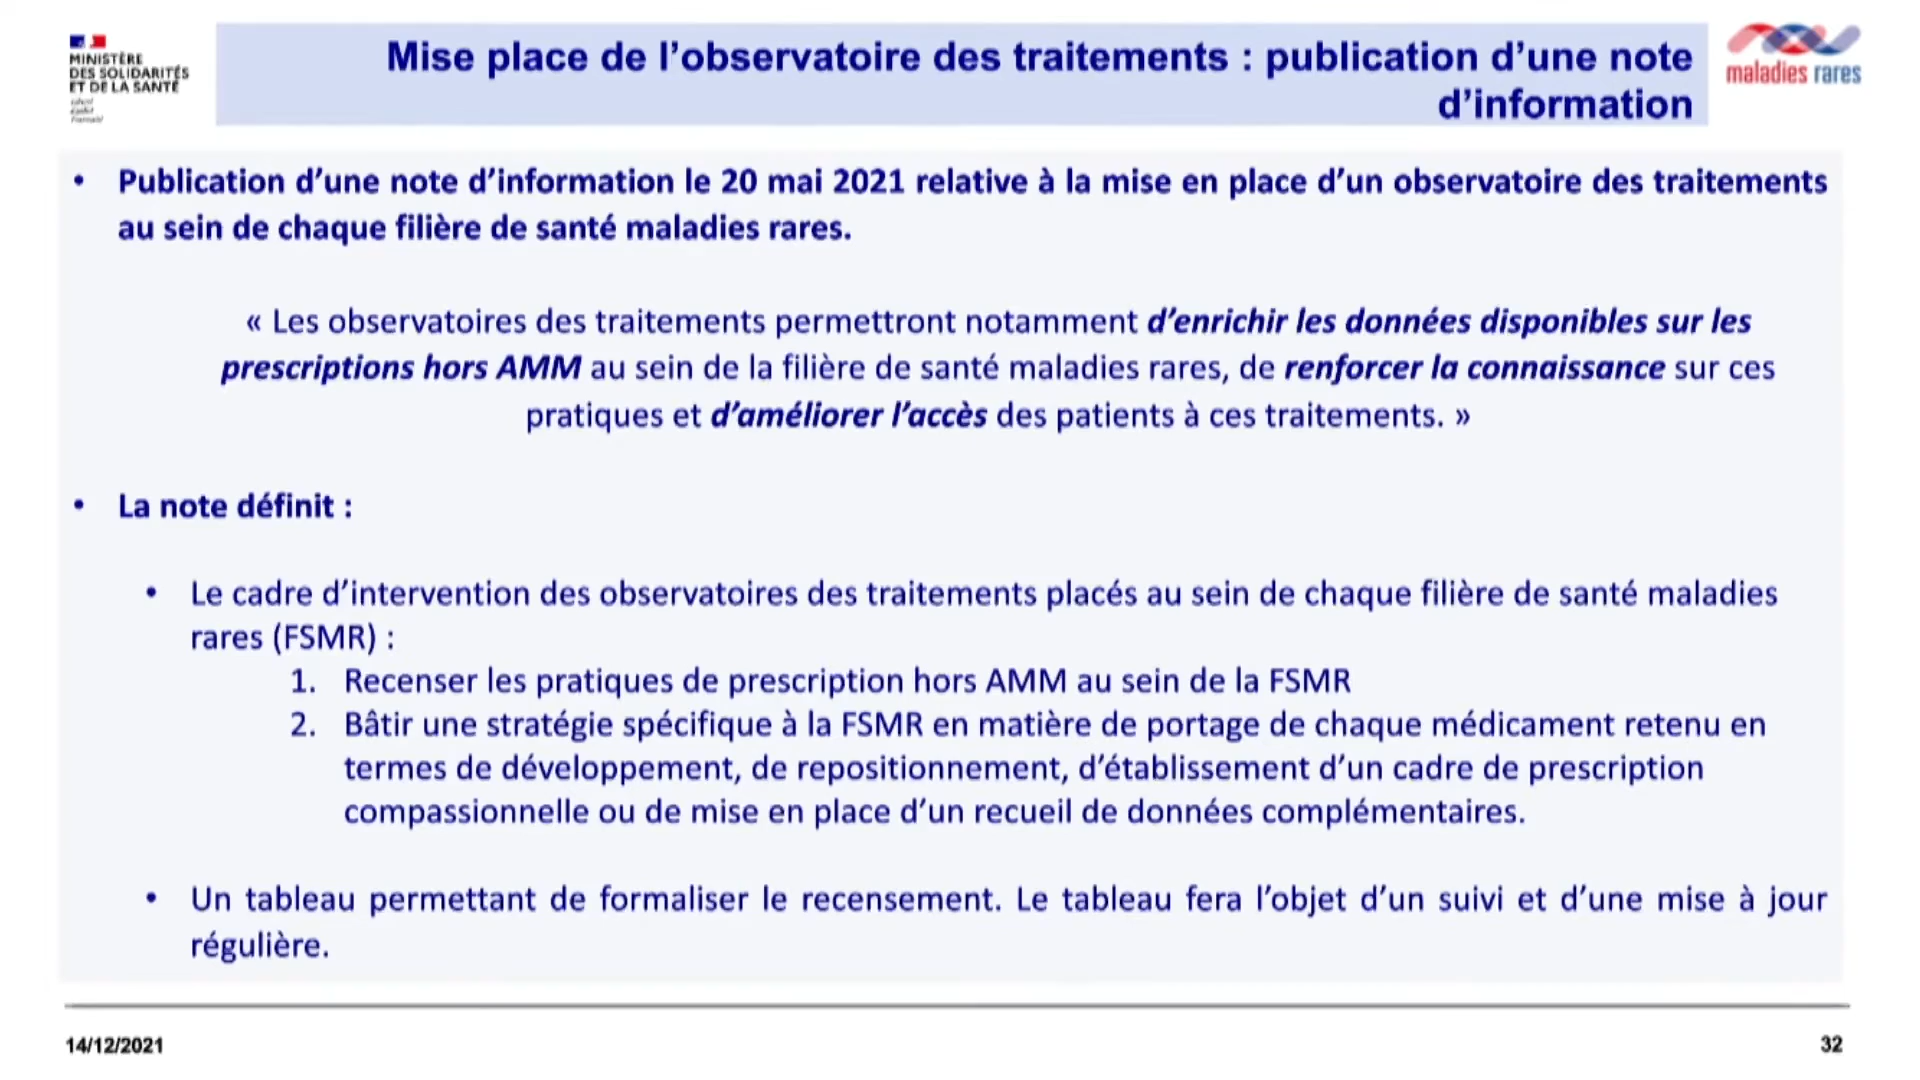 MINISTÈRE
DES SOLIDARITÉS
ET DE LA SANTÉ
Liberté
Égalité
Fraternité
Mise place de l’observatoire des traitements : publication d’une note
d’information
maladies rares
• Publication d’une note d’information le 20 mai 2021 relative à la mise en place d’un observatoire des traitements
au sein de chaque filière de santé maladies rares.
« Les observatoires des traitements permettront notamment d’enrichir les données disponibles sur les
prescriptions hors AMM au sein de la filière de santé maladies rares, de renforcer la connaissance sur ces
pratiques et d’améliorer l’accès des patients à ces traitements. »
• La note définit :
• Le cadre d’intervention des observatoires des traitements placés au sein de chaque filière de santé maladies
rares (FSMR) :
1. Recenser les pratiques de prescription hors AMM au sein de la FSMR
2. Bâtir une stratégie spécifique à la FSMR en matière de portage de chaque médicament retenu en
termes de développement, de repositionnement, d’établissement d’un cadre de prescription
compassionnelle ou de mise en place d’un recueil de données complémentaires.
• Un tableau permettant de formaliser le recensement. Le tableau fera l’objet d’un suivi et d’une mise à jour
régulière.
14/12/2021
32